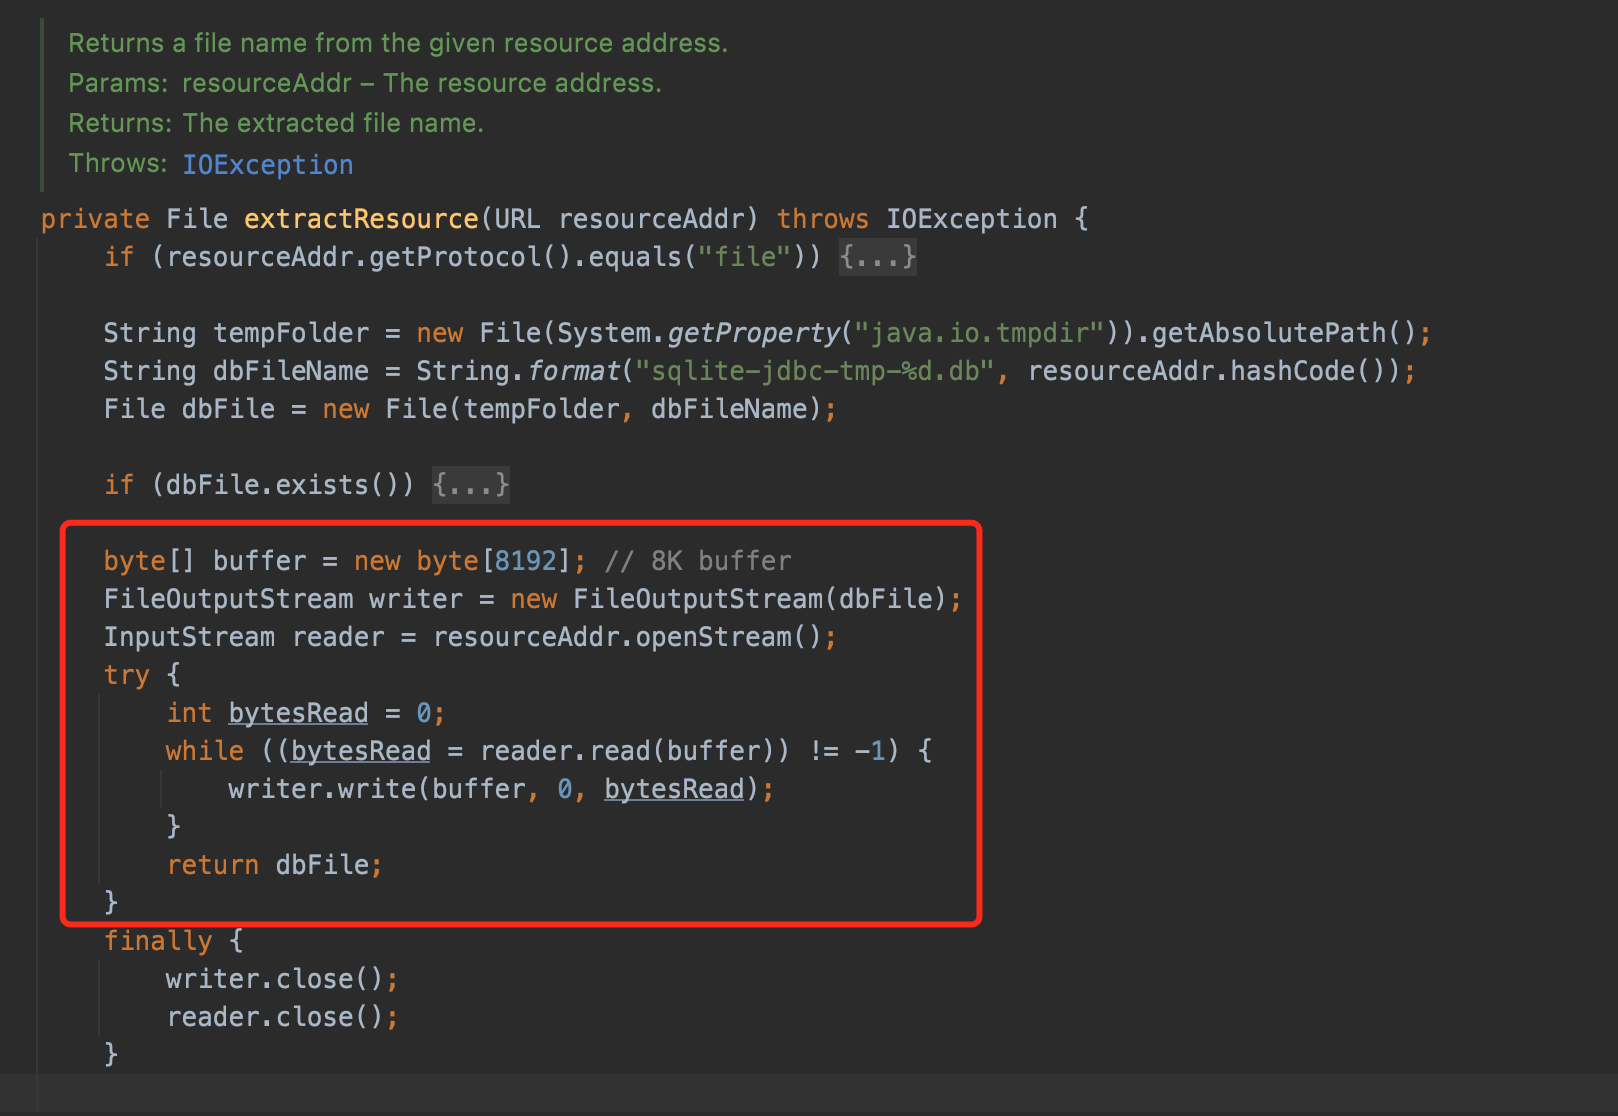 Returns a file name from the given resource address.
Params: resourceAddr – The resource address.
Returns: The extracted file name.
Throws: IOException
private File extractResource(URL resourceAddr) throws IOException {
if (resourceAddr.getProtocol().equals("file")) {...}
String tempFolder = new File(System.getProperty("java.io.tmpdir")).getAbsolutePath();
String dbFileName = String.format("sqlite-jdbc-tmp-%d.db", resourceAddr.hashCode());
File dbFile = new File(tempFolder, dbFileName);
if (dbFile.exists()) {...}
byte[] buffer = new byte[8192]; // 8K buffer
FileOutputStream writer = new FileOutputStream(dbFile);
InputStream reader = resourceAddr.openStream();
try {
int bytesRead = 0;
while ((bytesRead = reader.read(buffer)) != -1) {
writer.write(buffer, 0, bytesRead);
}
return dbFile;
}
finally {
writer.close();
reader.close();
}